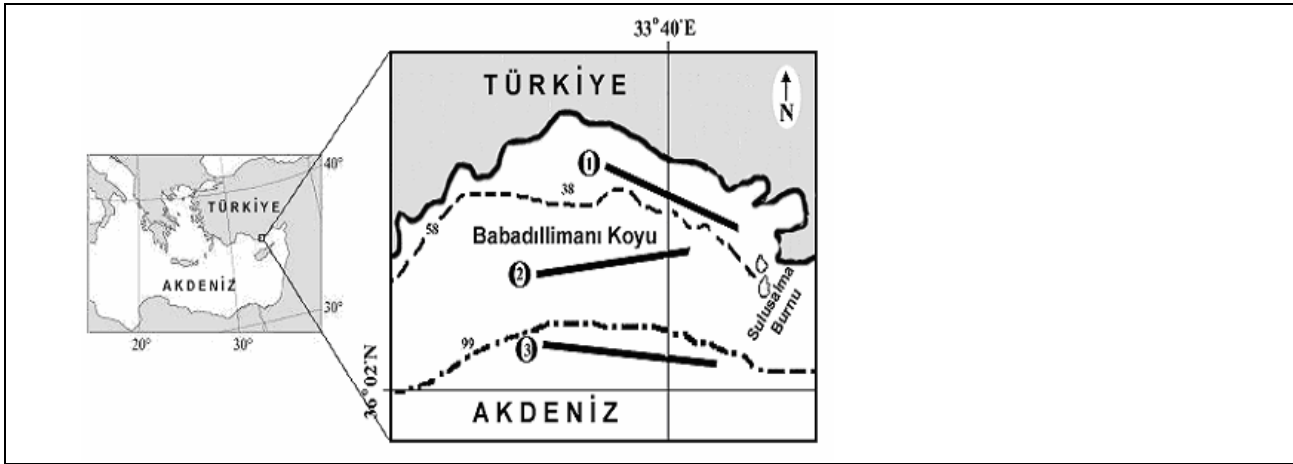 33°40'E
TÜRKİYE
N
1
40°
38
TÜRKİYE
58
Babadıllimanı Koyu
2
AKDENİZ
Sulusalma
Burnu
30°
99
3
20°
30°
36°02'N
AKDENİZ